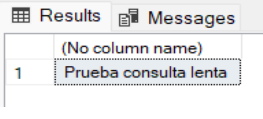 Results Messages
(No column name)
1 Prueba consulta lenta